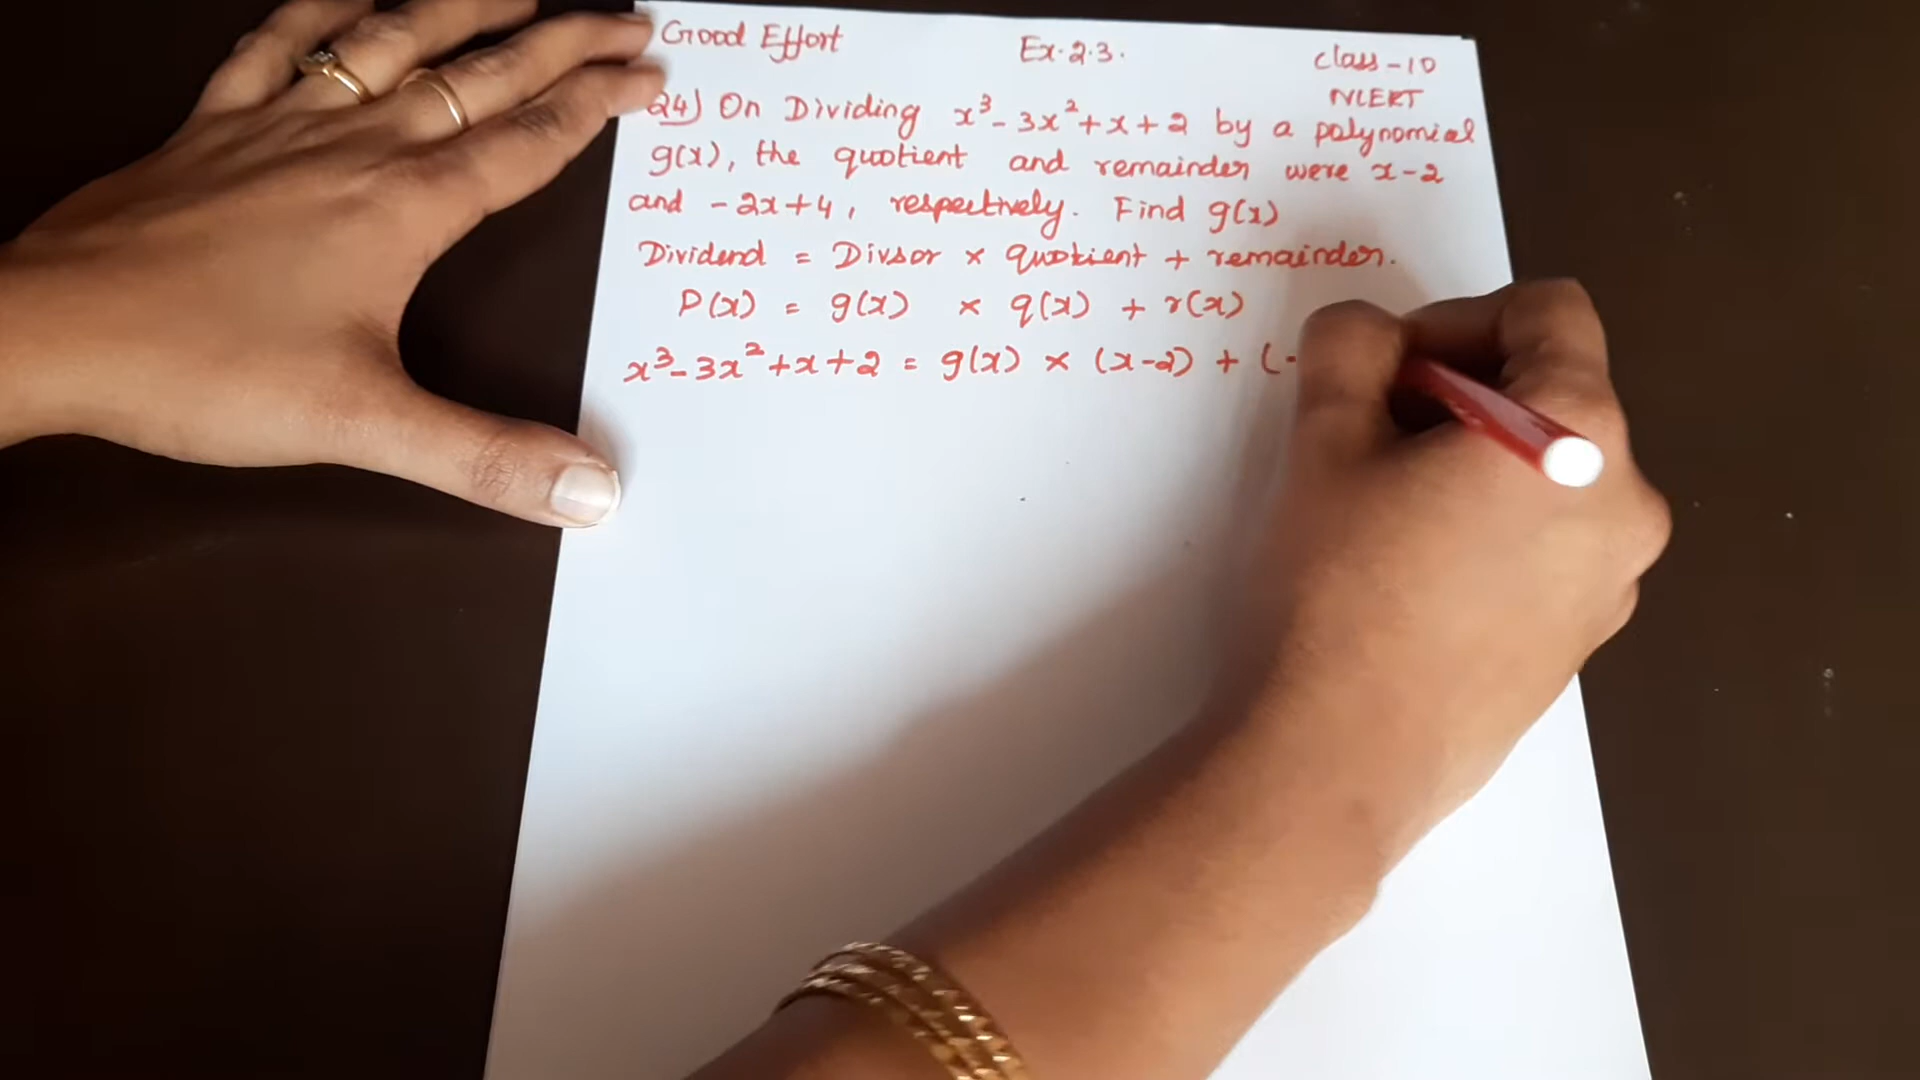 Good Effort Ex.2.3. Class-10
NCERT
24) On Dividing x³-3x²+x+2 by a polynomial
g(x), the quotient and remainder were x-2
and -2x+4, respectively. Find g(x)
Dividend = Divsor × quotient + remainder.
P(x) = g(x) × q(x) + r(x)
x³-3x²+x+2 = g(x) × (x-2) + (-